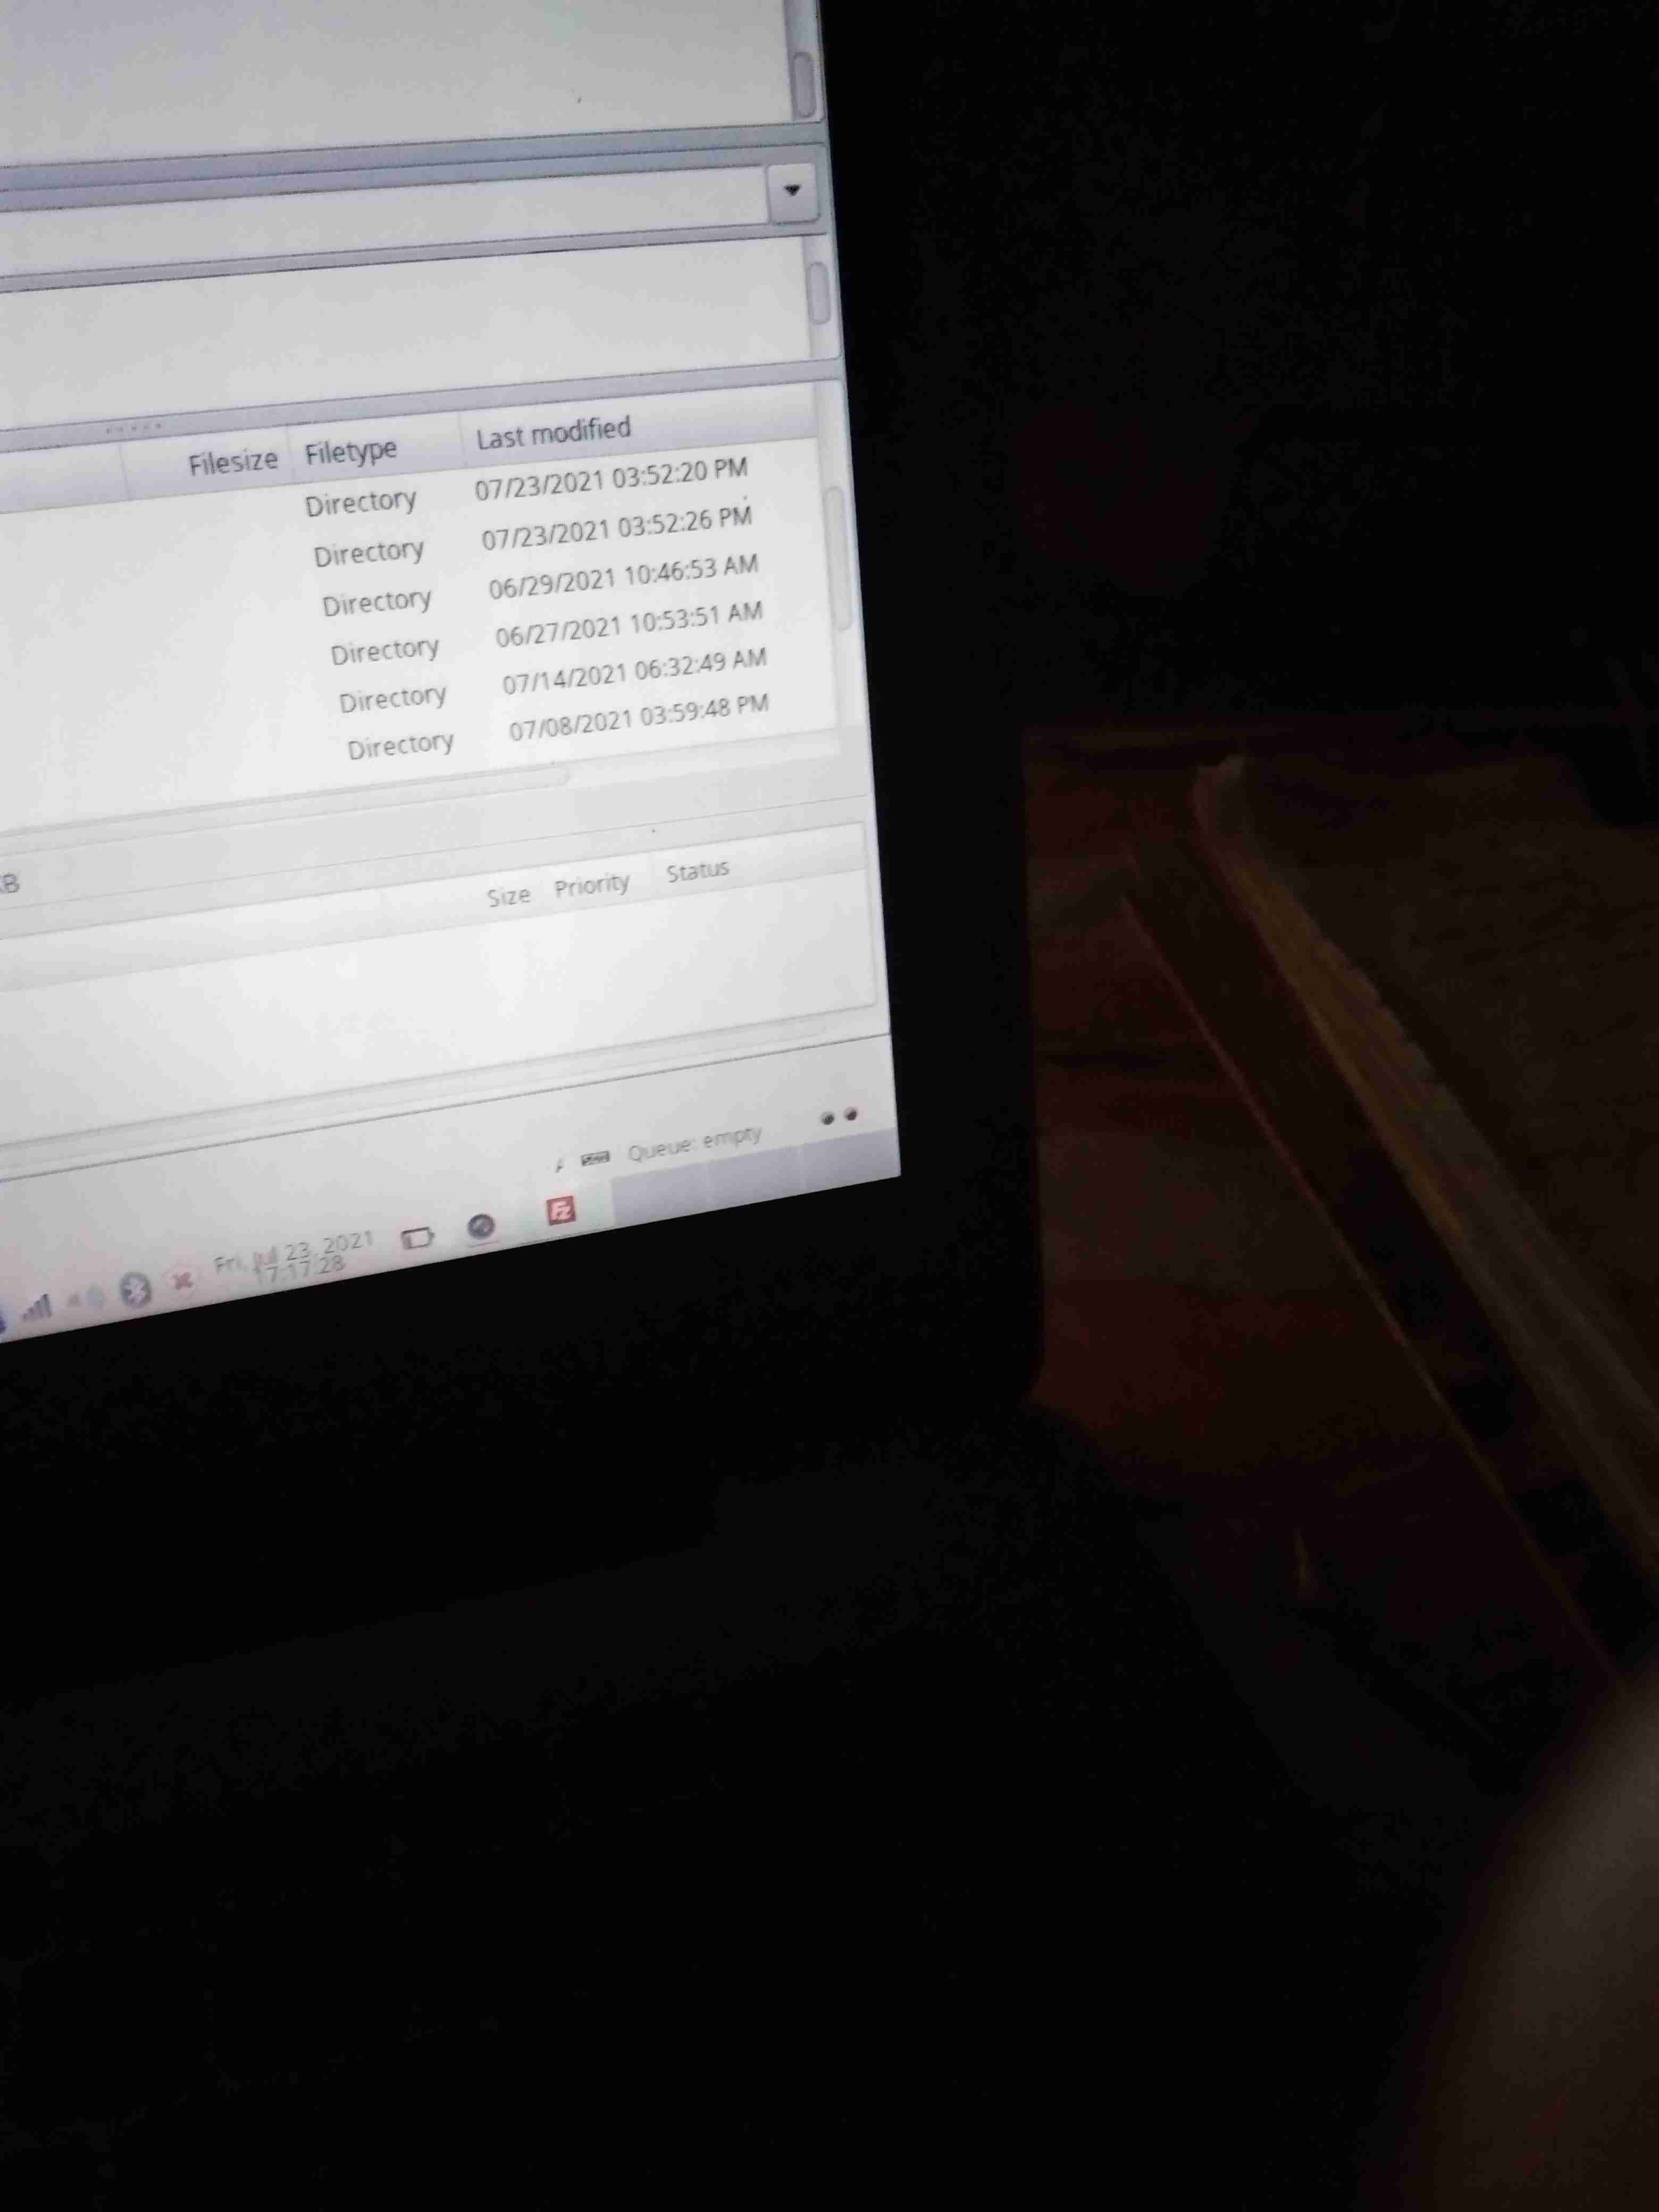 Filesize Filetype Last modified
Directory 07/23/2021 03:52:20 PM
Directory 07/23/2021 03:52:26 PM
Directory 06/29/2021 10:46:53 AM
Directory 06/27/2021 10:53:51 AM
Directory 07/14/2021 06:32:49 AM
Directory 07/08/2021 03:59:48 PM
Size Priority Status
Queue: empty
Fz
Fri, Jul 23, 2021
17:17:28